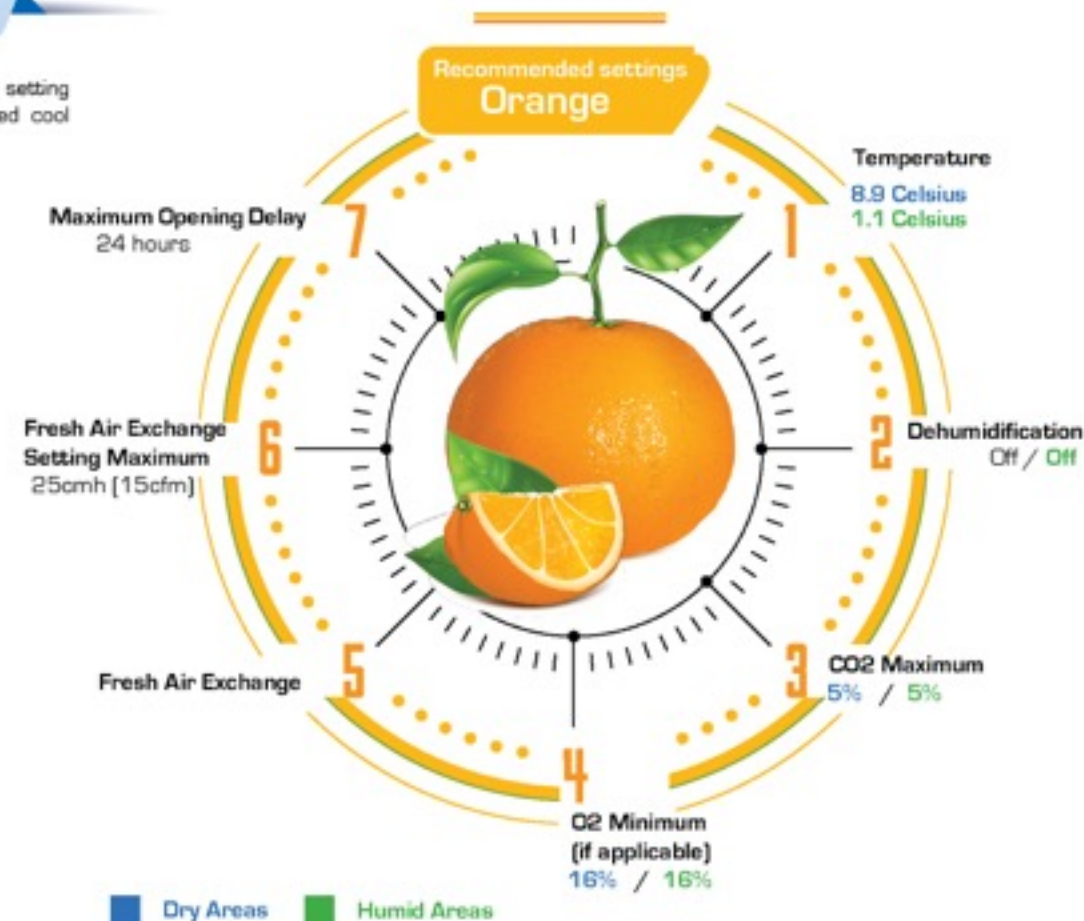 setting
ed cool
Recommended settings
Orange
1
Temperature
8.9 Celsius
1.1 Celsius
2
Dehumidification
Off / Off
3
CO2 Maximum
5% / 5%
4
O2 Minimum
(if applicable)
16% / 16%
5
Fresh Air Exchange
6
Fresh Air Exchange
Setting Maximum
25cmh [15cfm]
7
Maximum Opening Delay
24 hours
Dry Areas
Humid Areas